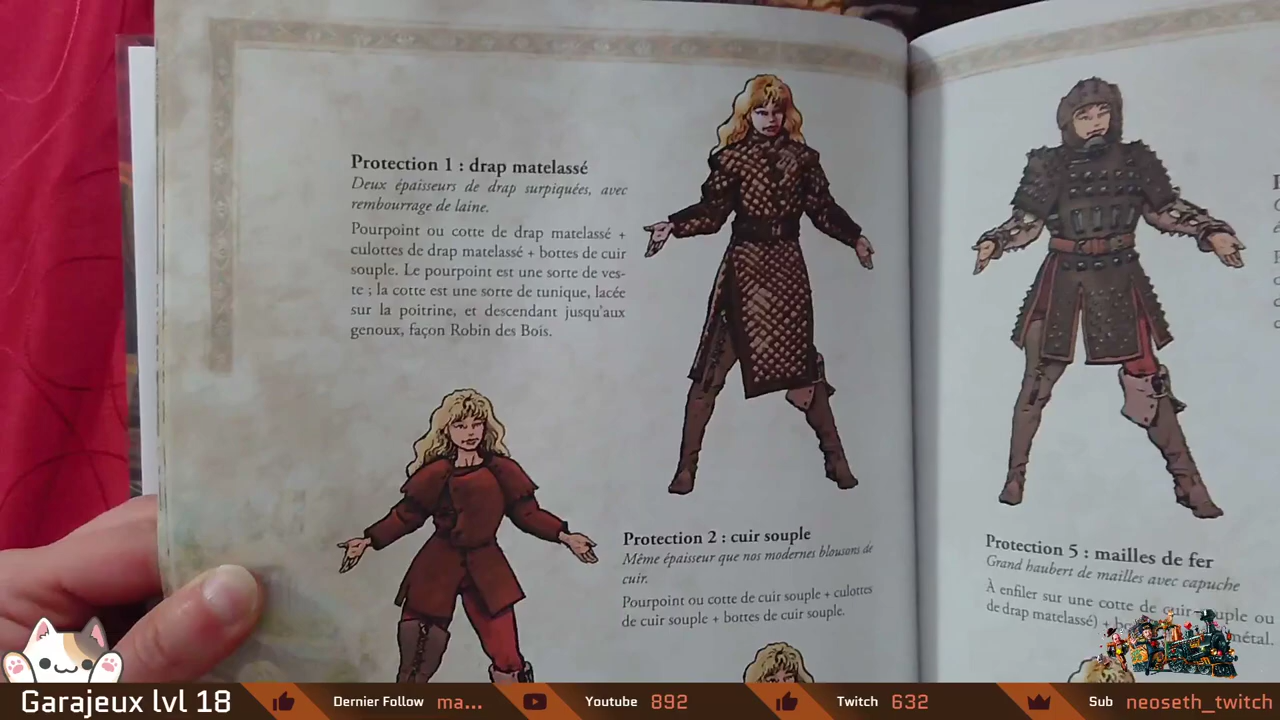 Protection 1 : drap matelassé
Deux épaisseurs de drap surpiquées, avec
rembourrage de laine.
Pourpoint ou cotte de drap matelassé +
culottes de drap matelassé + bottes de cuir
souple. Le pourpoint est une sorte de ves-
te ; la cotte est une sorte de tunique, lacée
sur la poitrine, et descendant jusqu'aux
genoux, façon Robin des Bois.
Protection 2 : cuir souple
Même épaisseur que nos modernes blousons de
cuir.
Pourpoint ou cotte de cuir souple + culottes
de cuir souple + bottes de cuir souple.
Protection 5 : mailles de fer
Grand haubert de mailles avec capuche
À enfiler sur une cotte de cuir souple ou
de drap matelassé) +
Garajeux lvl 18
Dernier Follow ma...
Youtube 892
Twitch 632
Sub neoseth_twitch